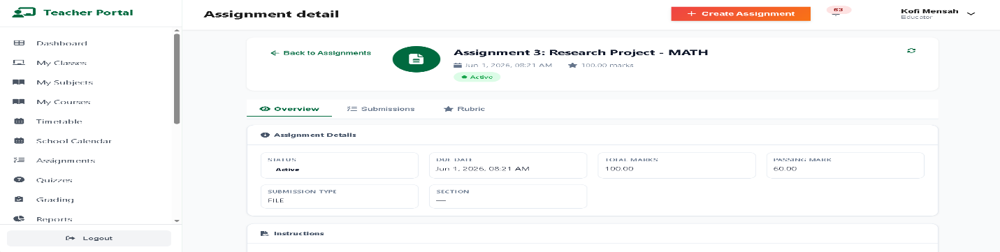 Teacher Portal
Dashboard
My Classes
My Subjects
My Courses
Timetable
School Calendar
Assignments
Quizzes
Grading
Reports
Logout
Assignment detail
+ Create Assignment
63
Kofi Mensah
Educator
← Back to Assignments
Assignment 3: Research Project - MATH
Jun 1, 2026, 08:21 AM
100.00 marks
Active
Overview
Submissions
Rubric
Assignment Details
STATUS
Active
DUE DATE
Jun 1, 2026, 08:21 AM
TOTAL MARKS
100.00
PASSING MARK
60.00
SUBMISSION TYPE
FILE
SECTION
—
Instructions